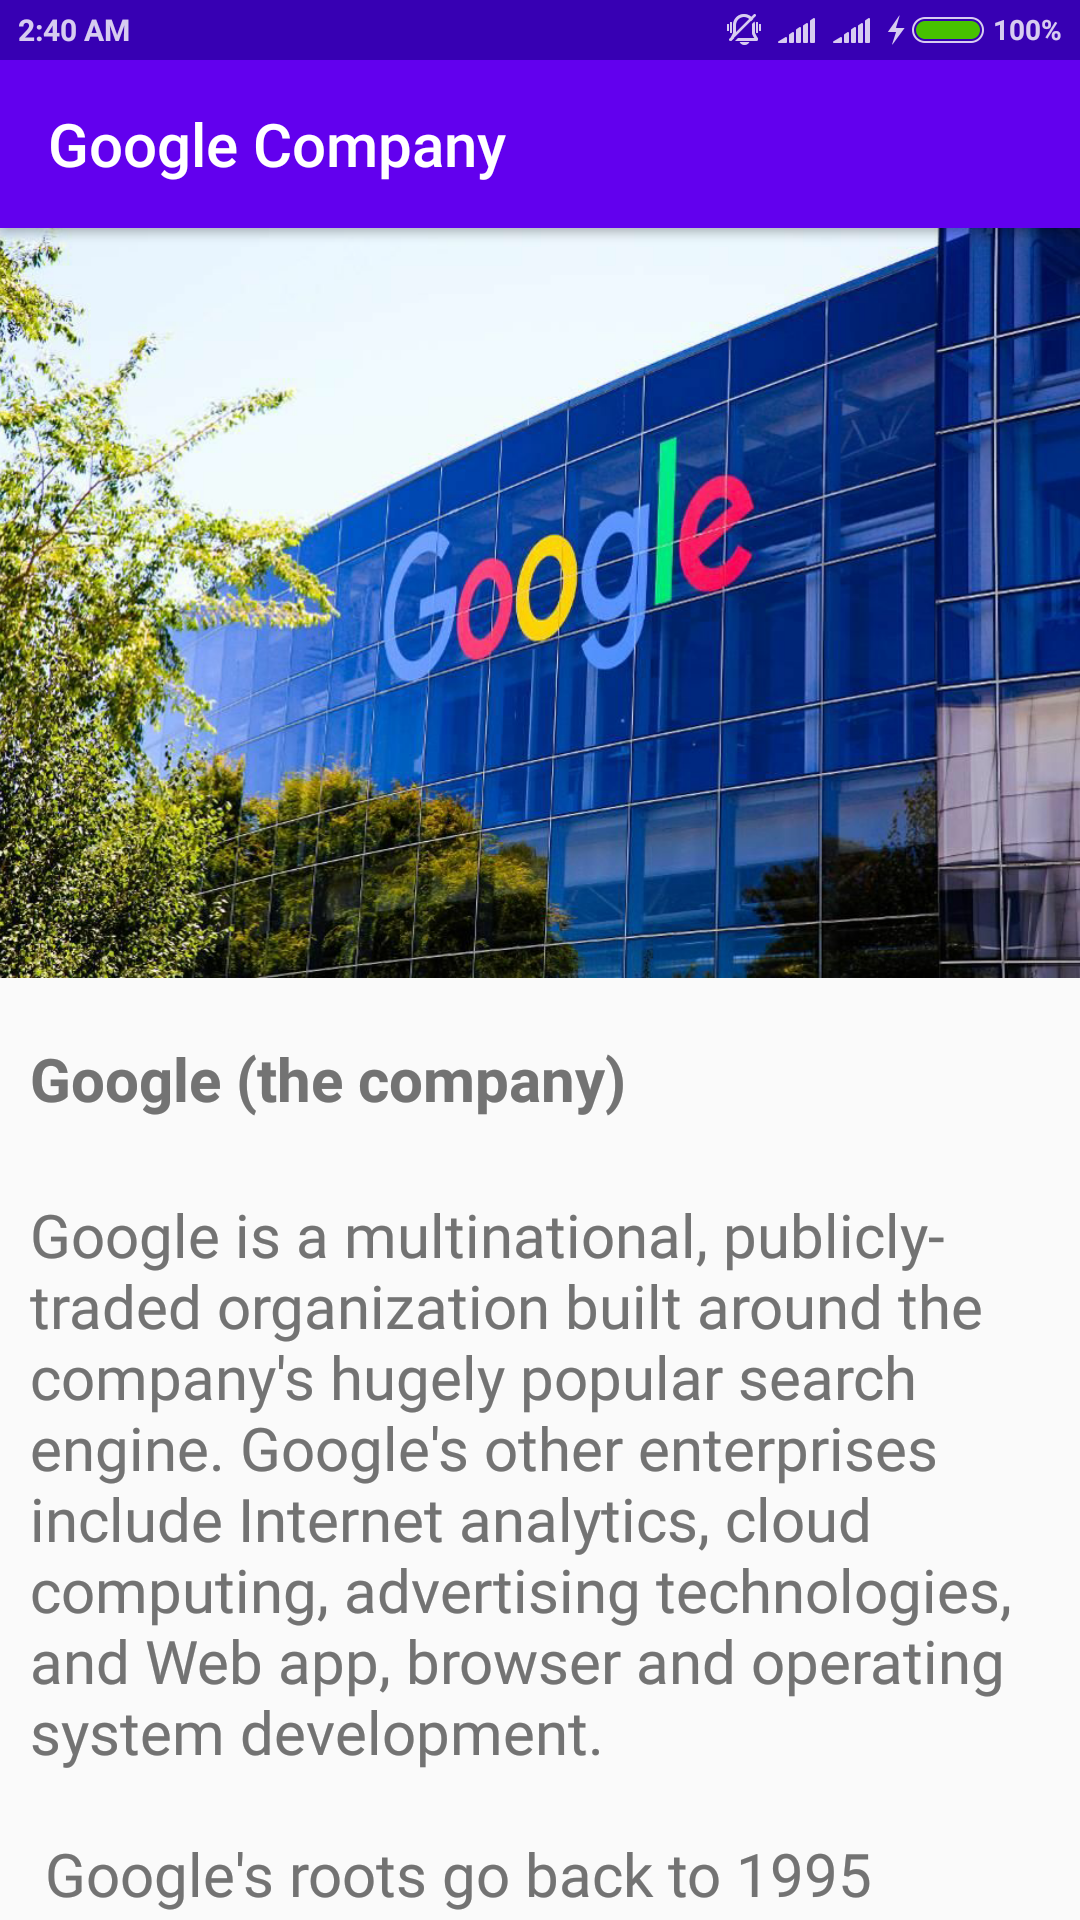 2:40 AM 100%
Google Company
Google
Google (the company)
Google is a multinational, publicly-
traded organization built around the
company's hugely popular search
engine. Google's other enterprises
include Internet analytics, cloud
computing, advertising technologies,
and Web app, browser and operating
system development.
Google's roots go back to 1995